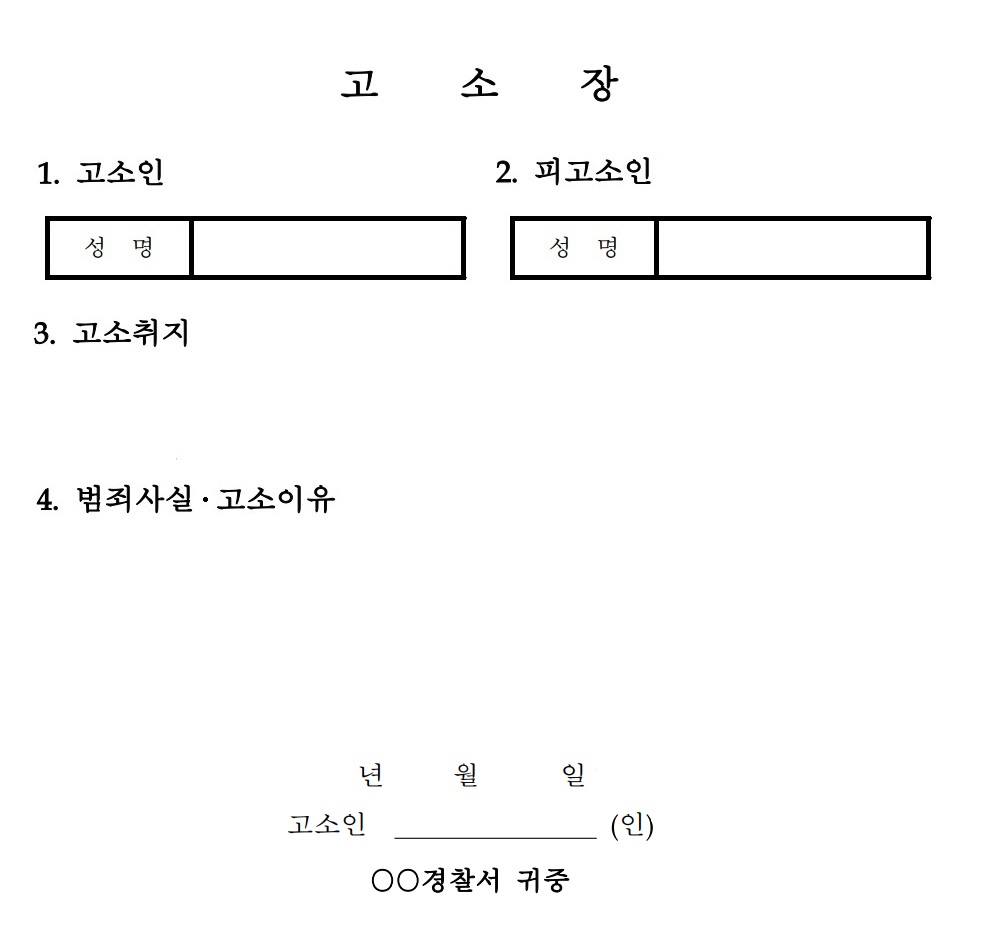 고 소 장
1. 고소인 2. 피고소인
성 명 성 명
3. 고소취지
4. 범죄사실·고소이유
년 월 일
고소인 ____________ (인)
○○경찰서 귀중